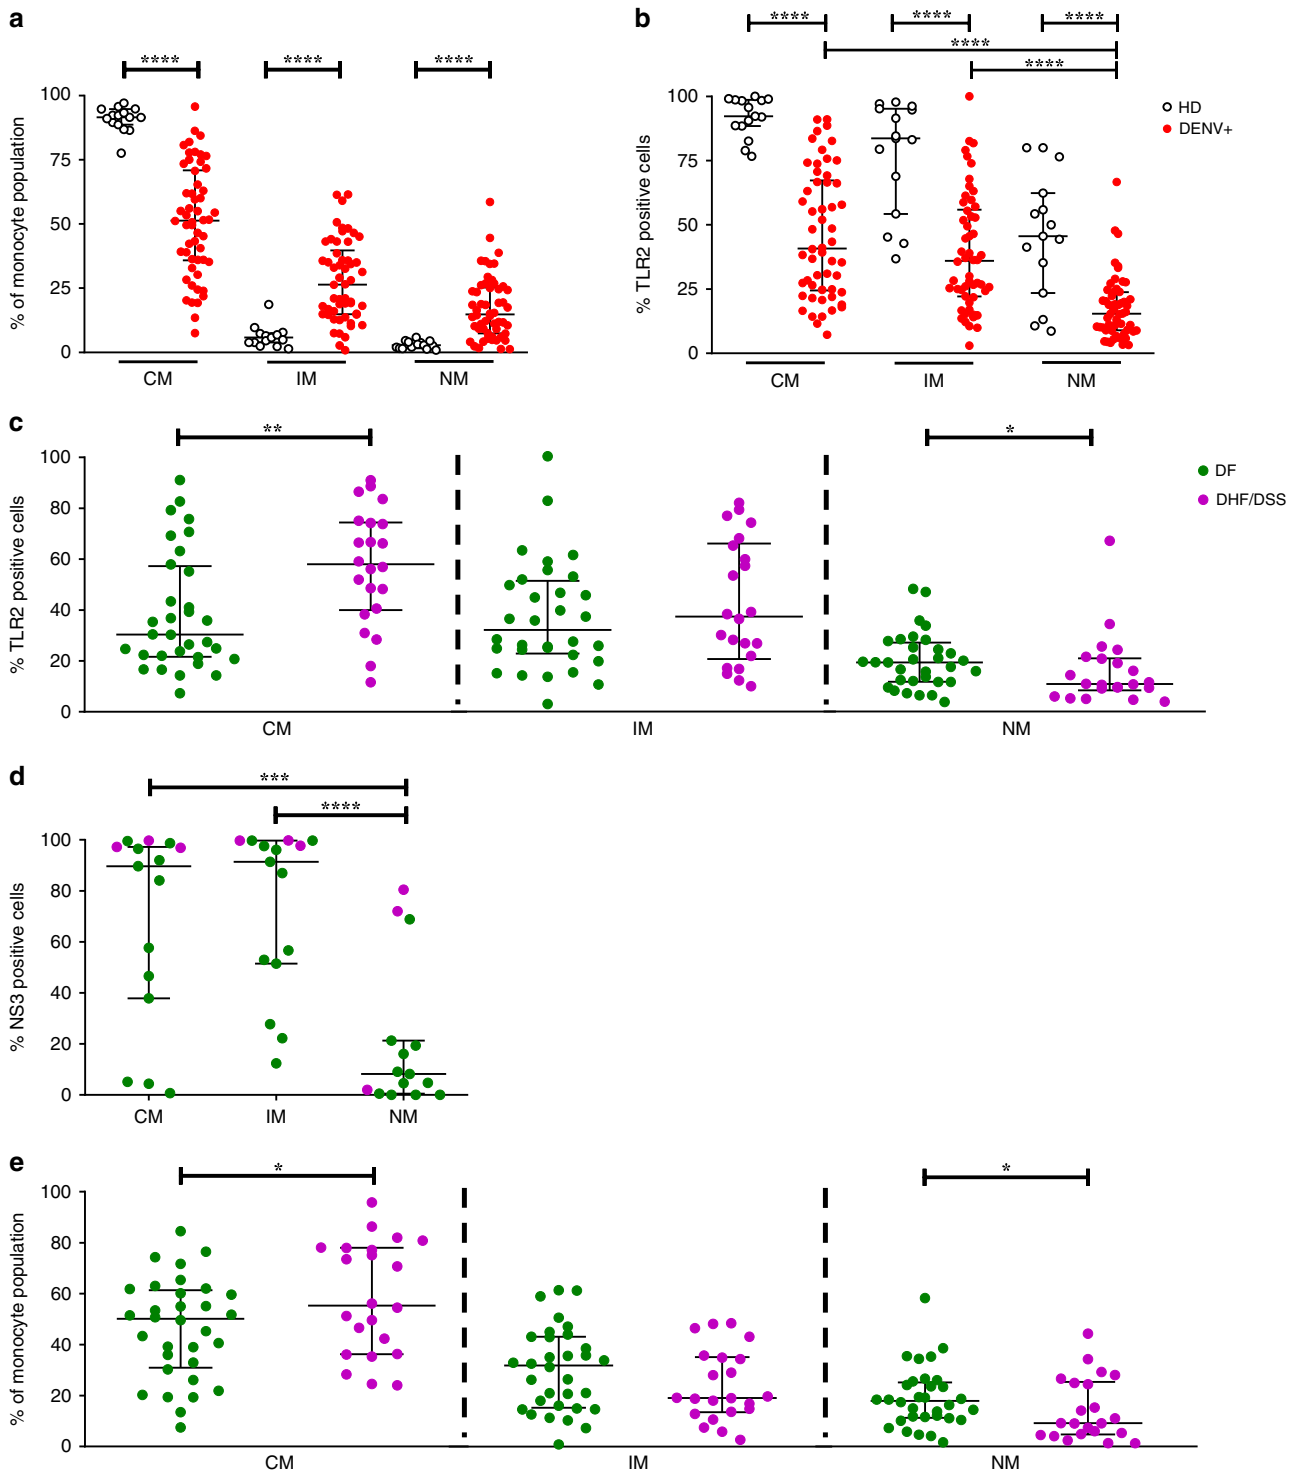 a
**** **** ****
% of monocyte population
100
75
50
25
0
CM IM NM
b
**** **** ****
****
****
% TLR2 positive cells
100
75
50
25
0
CM IM NM
HD
DENV+
c
** *
% TLR2 positive cells
100
80
60
40
20
0
CM IM NM
DF
DHF/DSS
d
***
****
% NS3 positive cells
100
80
60
40
20
0
CM IM NM
e
* *
% of monocyte population
100
80
60
40
20
0
CM IM NM